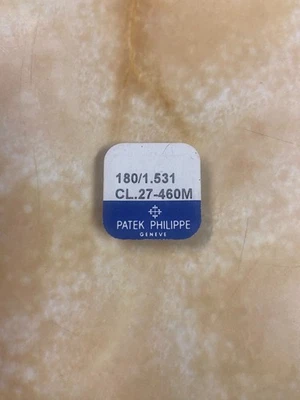 180/1.531
CL.27-460M
PATEK PHILIPPE
GENEVE